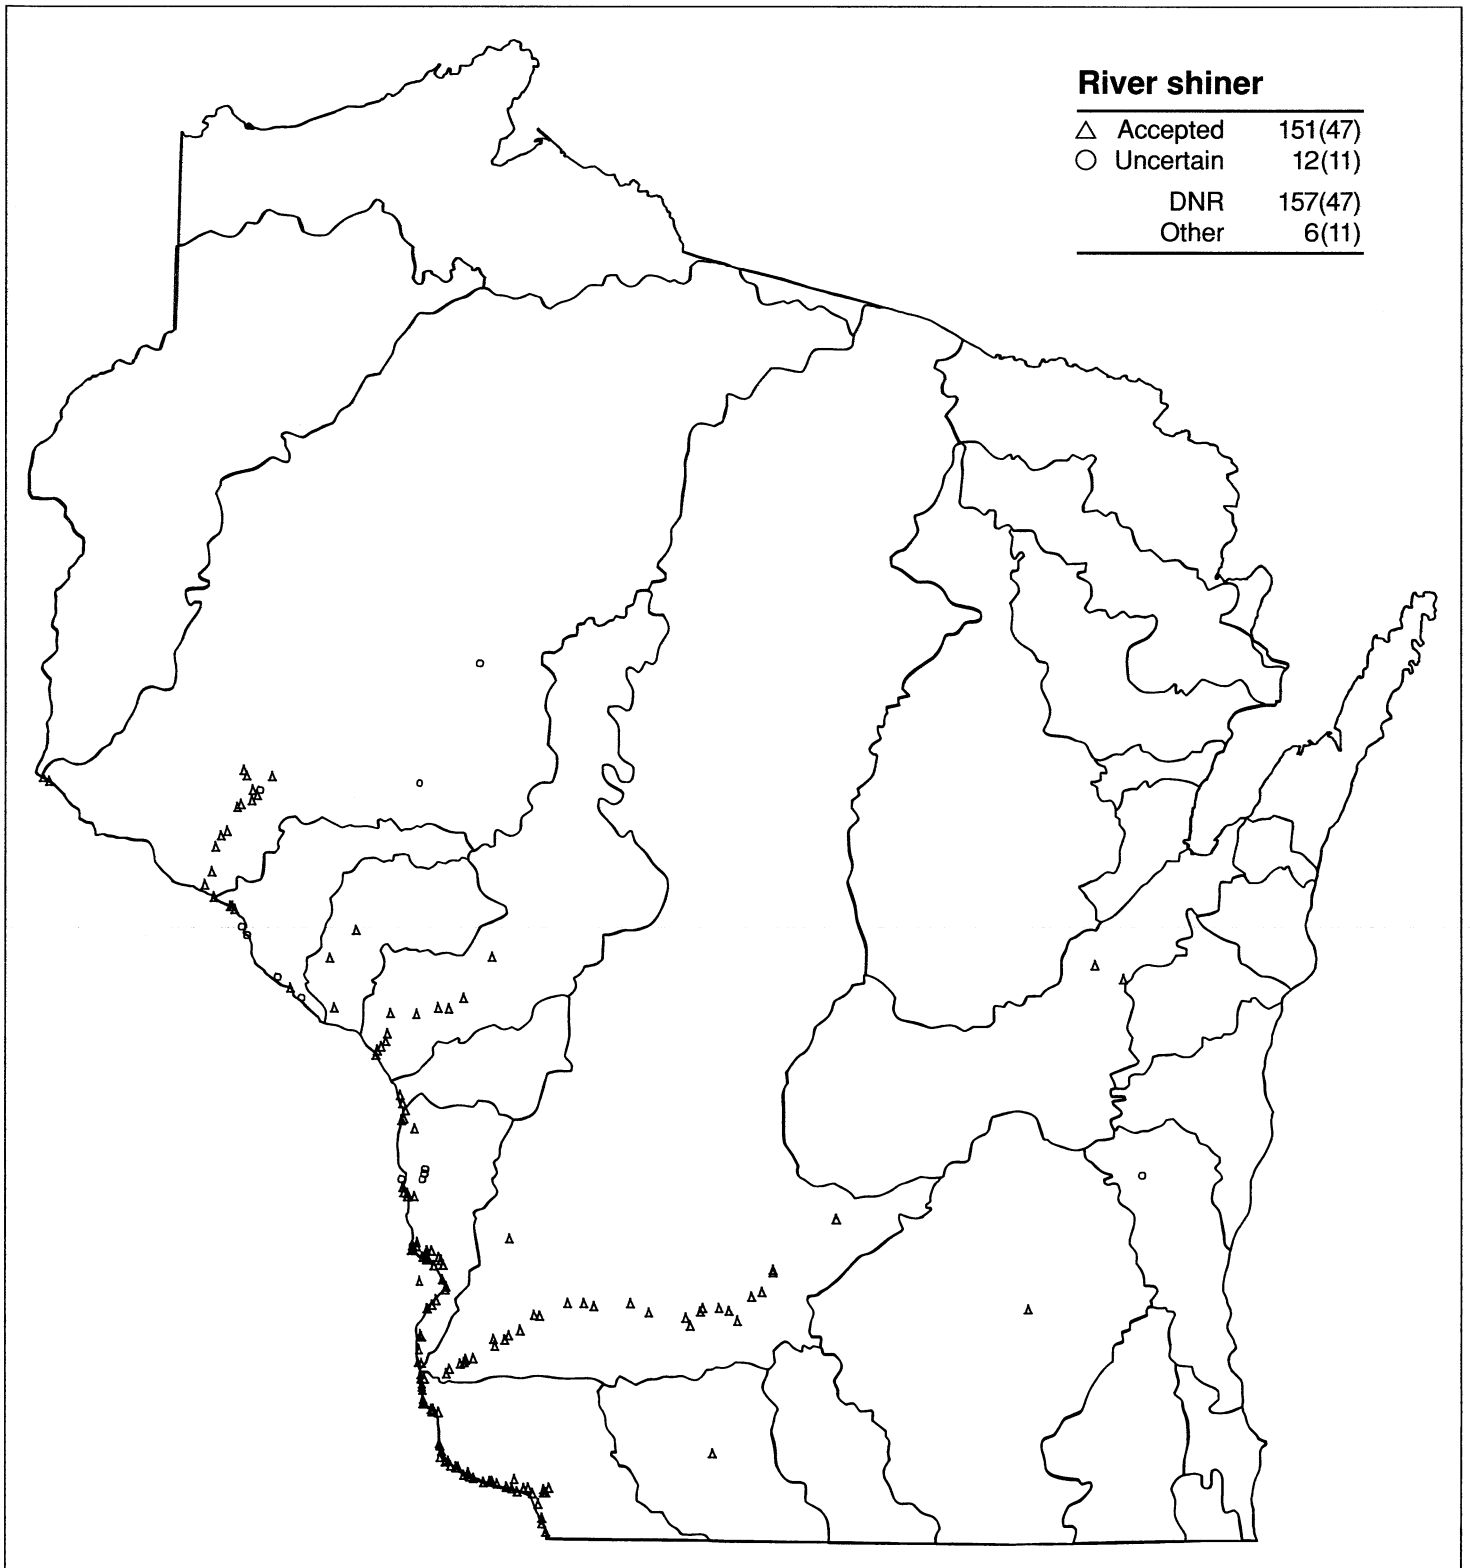 River shiner
△ Accepted 151(47)
○ Uncertain 12(11)
DNR 157(47)
Other 6(11)